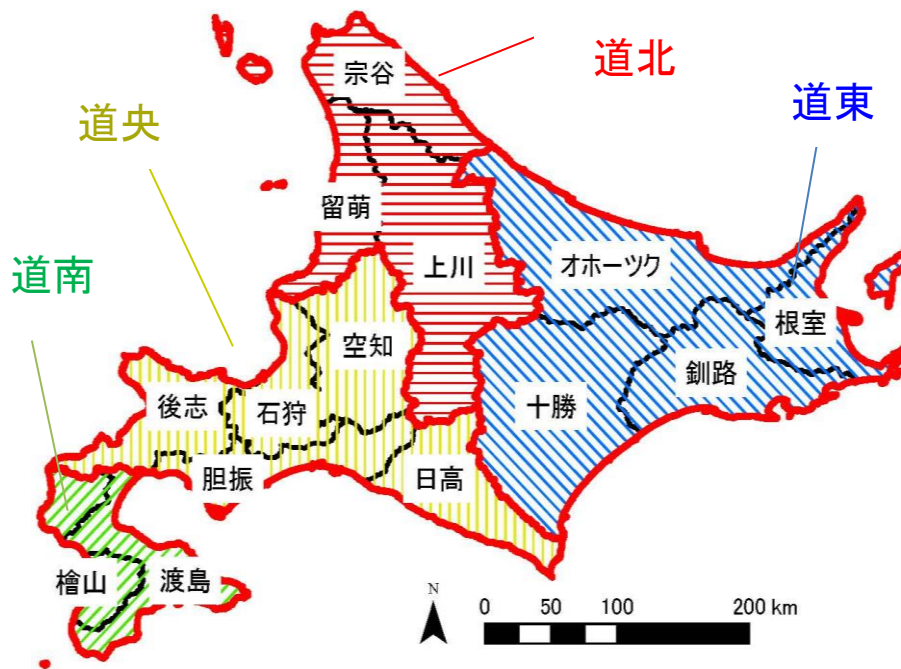 道北
宗谷
道東
道央
留萌
上川
オホーツク
道南
根室
空知
釧路
後志
石狩
十勝
胆振
日高
檜山
渡島
N
0 50 100 200 km